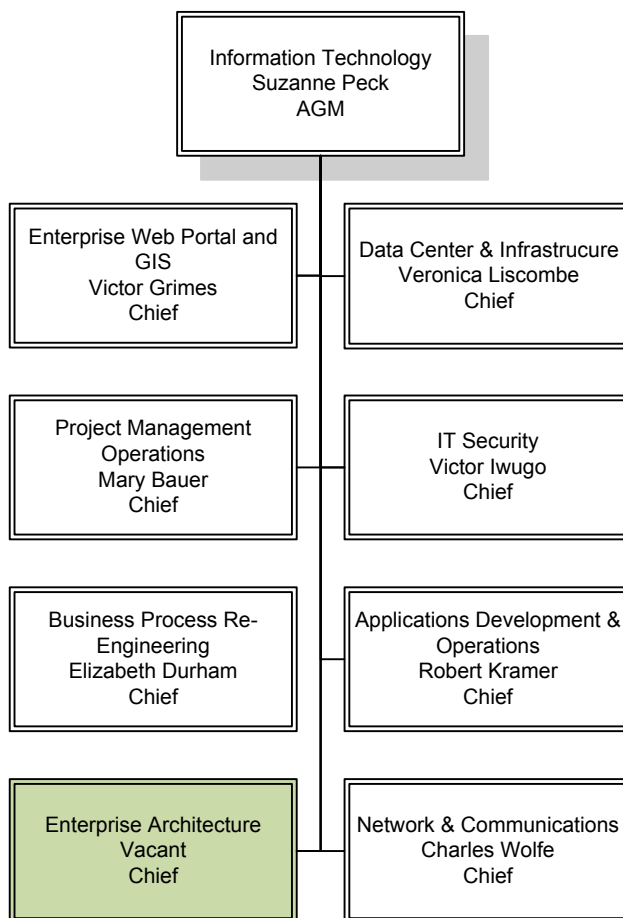 Information Technology
Suzanne Peck
AGM
Enterprise Web Portal and
GIS
Victor Grimes
Chief
Data Center & Infrastrucure
Veronica Liscombe
Chief
Project Management
Operations
Mary Bauer
Chief
IT Security
Victor Iwugo
Chief
Business Process Re-
Engineering
Elizabeth Durham
Chief
Applications Development &
Operations
Robert Kramer
Chief
Enterprise Architecture
Vacant
Chief
Network & Communications
Charles Wolfe
Chief